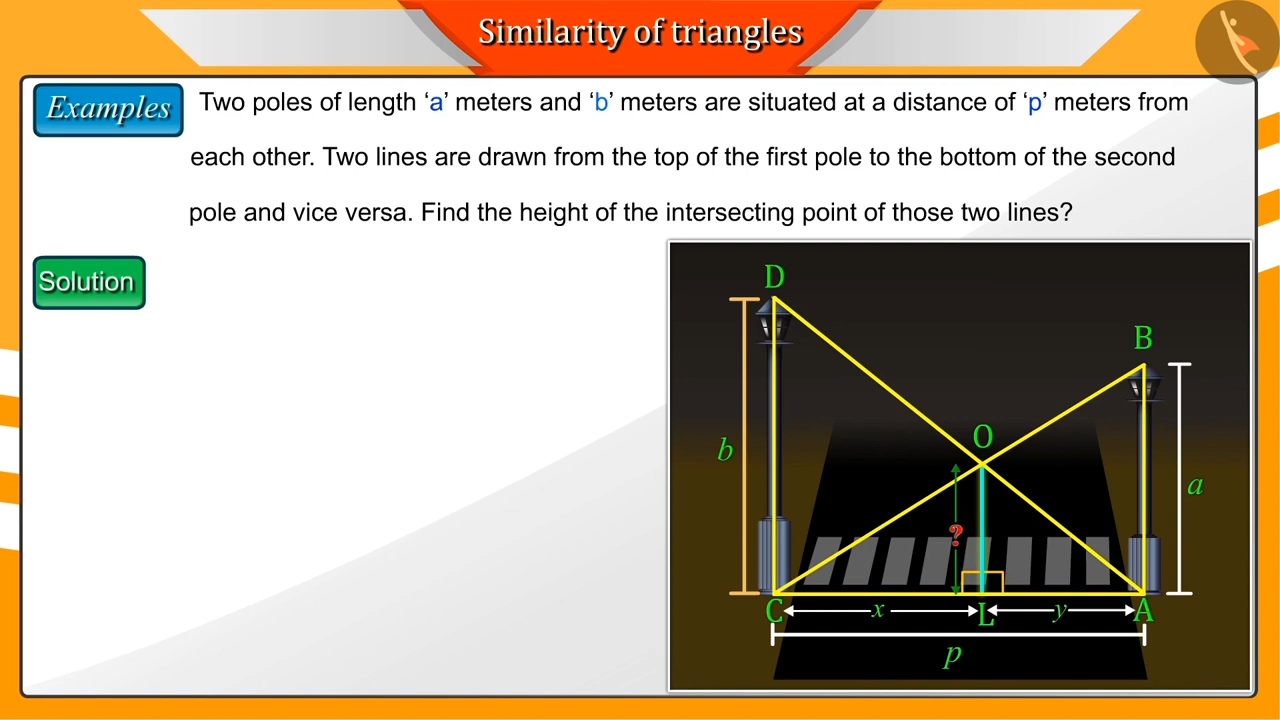 Similarity of triangles
Examples
Two poles of length ‘a’ meters and ‘b’ meters are situated at a distance of ‘p’ meters from
each other. Two lines are drawn from the top of the first pole to the bottom of the second
pole and vice versa. Find the height of the intersecting point of those two lines?
Solution
D
B
O
b
a
?
C
x
L
y
A
p